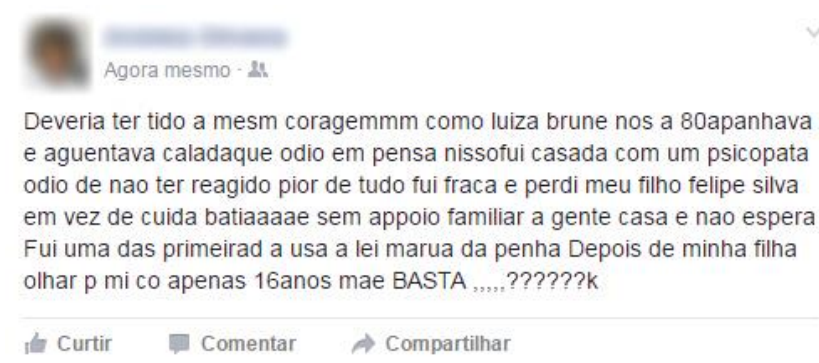 Agora mesmo ·
Deveria ter tido a mesm coragemmm como luiza brune nos a 80apanhava
e aguentava caladaque odio em pensa nissofui casada com um psicopata
odio de nao ter reagido pior de tudo fui fraca e perdi meu filho felipe silva
em vez de cuida batiaaaae sem appoio familiar a gente casa e nao espera
Fui uma das primeirad a usa a lei marua da penha Depois de minha filha
olhar p mi co apenas 16anos mae BASTA ,,,,,??????k
Curtir Comentar Compartilhar